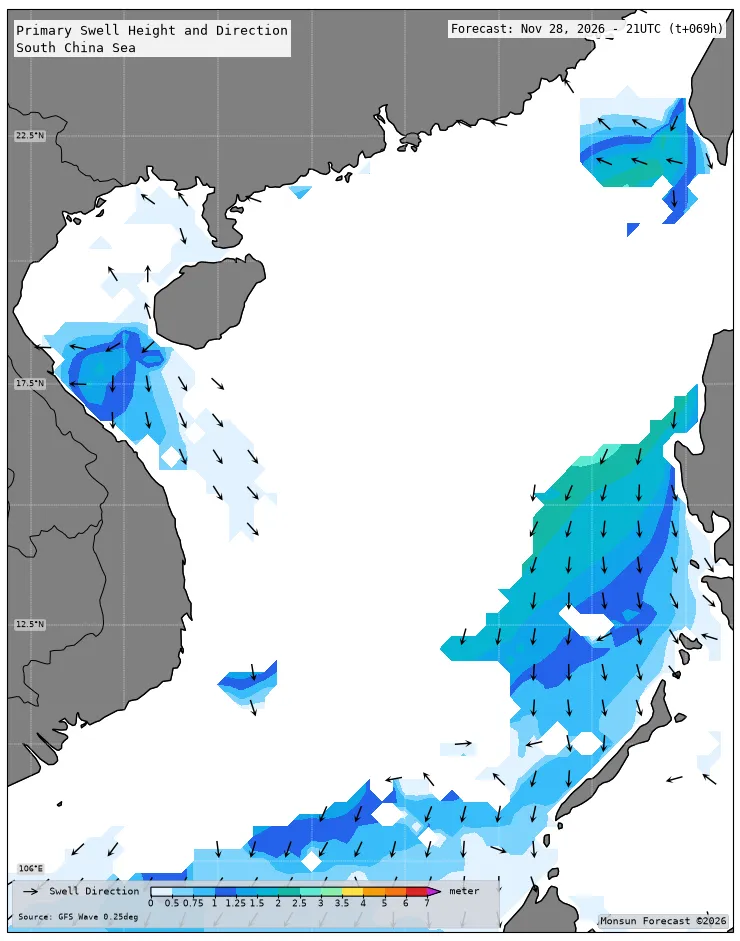 Primary Swell Height and Direction
South China Sea
Forecast: Nov 28, 2026 - 21UTC (t+069h)
22.5°N
17.5°N
12.5°N
106°E
Swell Direction
0 0.5 0.75 1 1.25 1.5 2 2.5 3 3.5 4 5 6 7
meter
Source: GFS Wave 0.25deg
Monsun Forecast ©2026